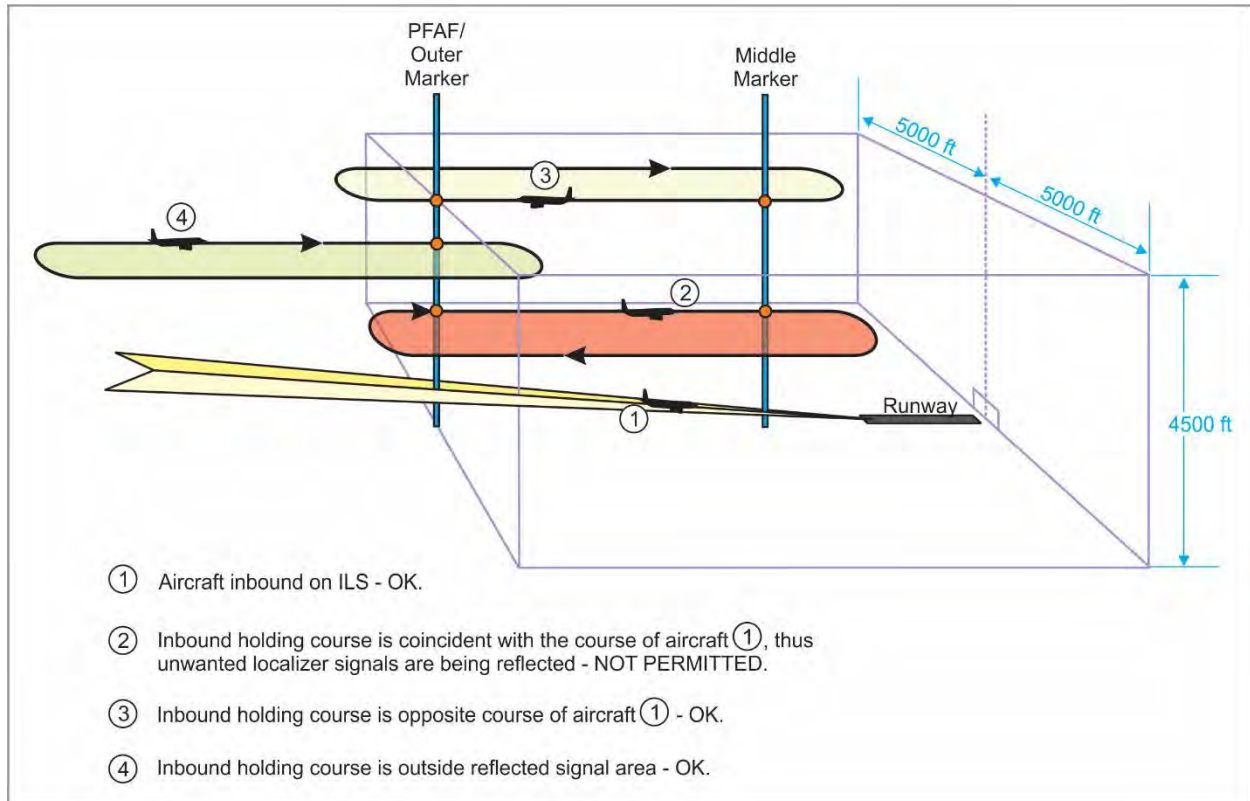 PFAF/
Outer
Marker
Middle
Marker
5000 ft
5000 ft
3
4
2
1
Runway
4500 ft
1 Aircraft inbound on ILS - OK.
2 Inbound holding course is coincident with the course of aircraft 1, thus
unwanted localizer signals are being reflected - NOT PERMITTED.
3 Inbound holding course is opposite course of aircraft 1 - OK.
4 Inbound holding course is outside reflected signal area - OK.